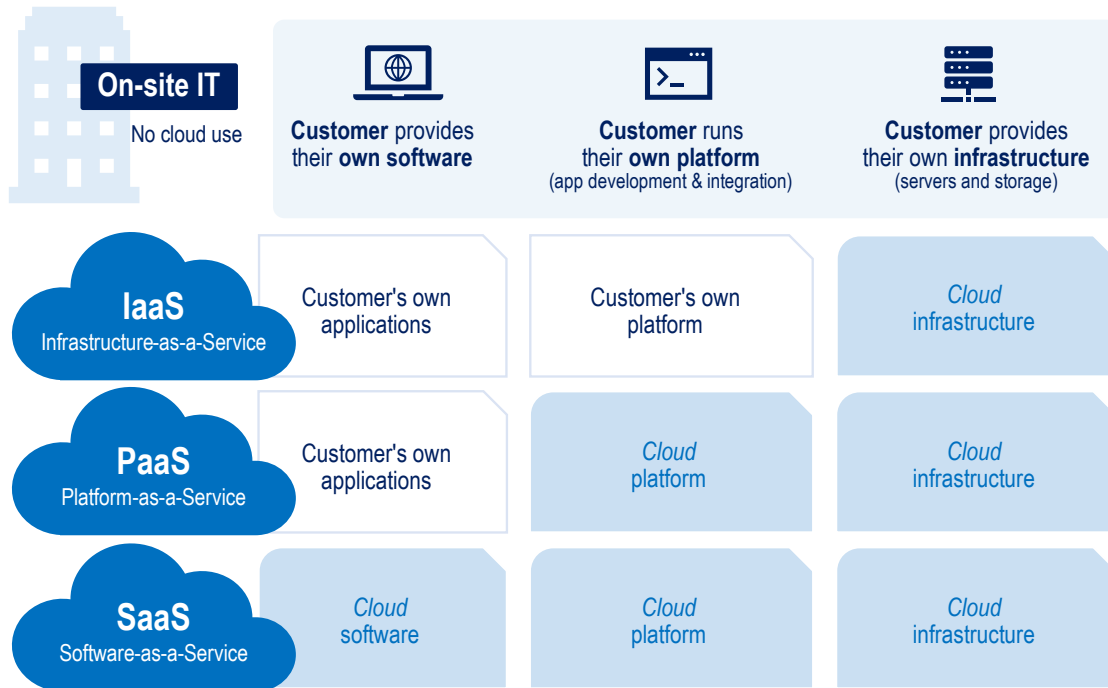 On-site IT
No cloud use
Customer provides
their own software
Customer runs
their own platform
(app development & integration)
Customer provides
their own infrastructure
(servers and storage)
IaaS
Infrastructure-as-a-Service
Customer's own
applications
Customer's own
platform
Cloud
infrastructure
PaaS
Platform-as-a-Service
Customer's own
applications
Cloud
platform
Cloud
infrastructure
SaaS
Software-as-a-Service
Cloud
software
Cloud
platform
Cloud
infrastructure